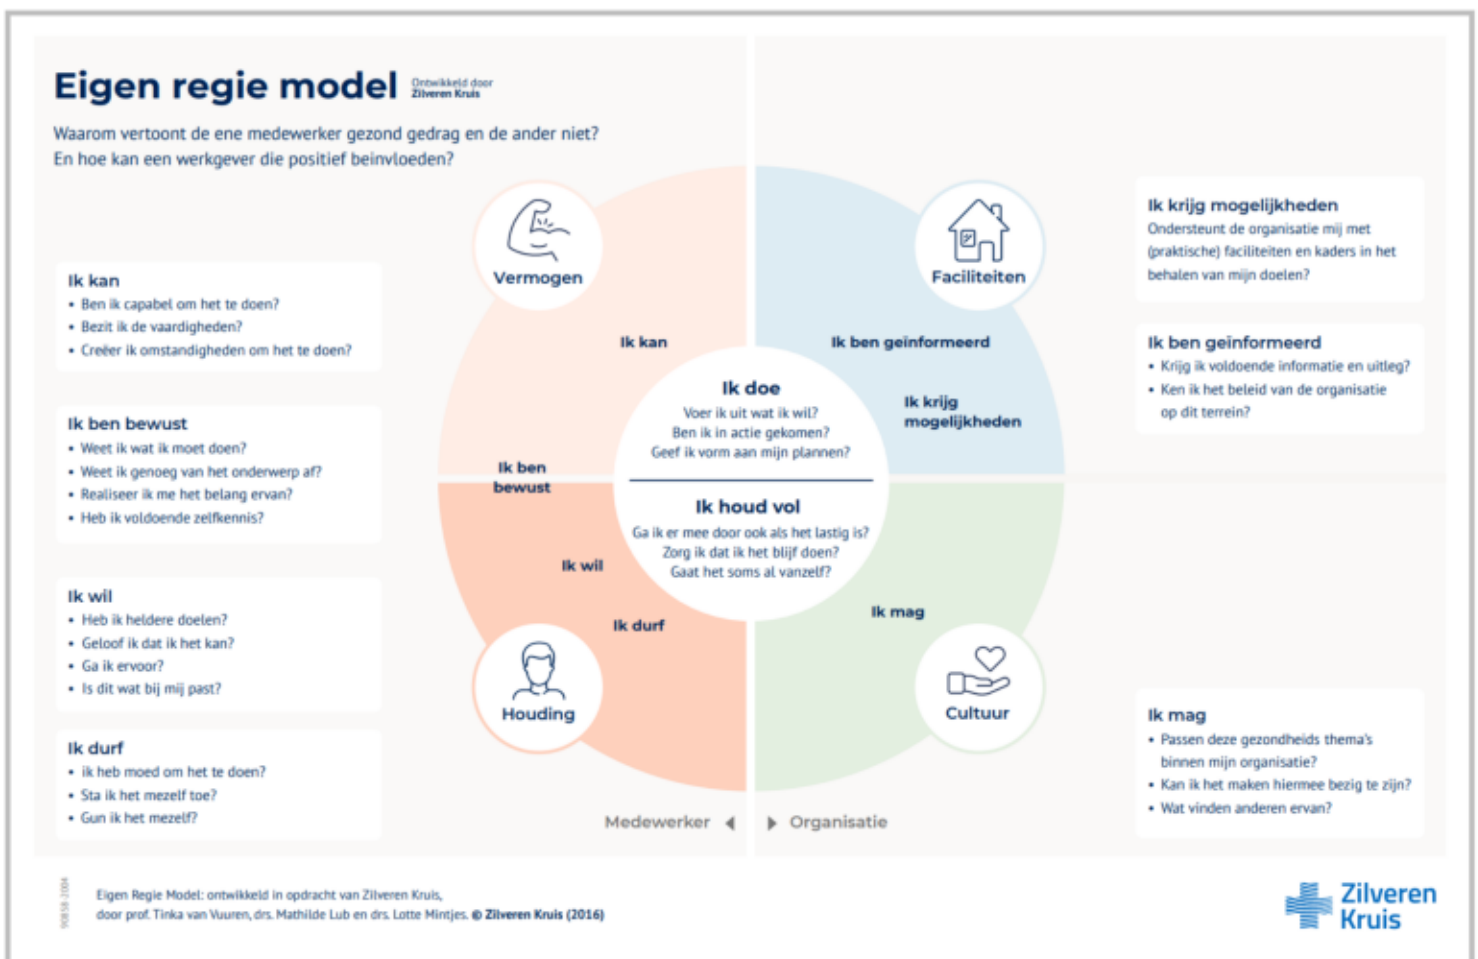 Eigen regie model
Ontwikkeld door
Zilveren Kruis
Waarom vertoont de ene medewerker gezond gedrag en de ander niet?
En hoe kan een werkgever die positief beinvloeden?
Ik kan
• Ben ik capabel om het te doen?
• Bezit ik de vaardigheden?
• Creëer ik omstandigheden om het te doen?
Ik ben bewust
• Weet ik wat ik moet doen?
• Weet ik genoeg van het onderwerp af?
• Realiseer ik me het belang ervan?
• Heb ik voldoende zelfkennis?
Ik wil
• Heb ik heldere doelen?
• Geloof ik dat ik het kan?
• Ga ik ervoor?
• Is dit wat bij mij past?
Ik durf
• ik heb moed om het te doen?
• Sta ik het mezelf toe?
• Gun ik het mezelf?
Vermogen
Ik kan
Ik ben
bewust
Ik wil
Ik durf
Houding
Ik doe
Voer ik uit wat ik wil?
Ben ik in actie gekomen?
Geef ik vorm aan mijn plannen?
Ik houd vol
Ga ik er mee door ook als het lastig is?
Zorg ik dat ik het blijf doen?
Gaat het soms al vanzelf?
Faciliteiten
Ik ben geïnformeerd
Ik krijg
mogelijkheden
Ik mag
Cultuur
Medewerker
Organisatie
Ik krijg mogelijkheden
Ondersteunt de organisatie mij met
(praktische) faciliteiten en kaders in het
behalen van mijn doelen?
Ik ben geïnformeerd
• Krijg ik voldoende informatie en uitleg?
• Ken ik het beleid van de organisatie
op dit terrein?
Ik mag
• Passen deze gezondheids thema's
binnen mijn organisatie?
• Kan ik het maken hiermee bezig te zijn?
• Wat vinden anderen ervan?
90858-2004
Eigen Regie Model: ontwikkeld in opdracht van Zilveren Kruis,
door prof. Tinka van Vuuren, drs. Mathilde Lub en drs. Lotte Mintjes. © Zilveren Kruis (2016)
Zilveren
Kruis